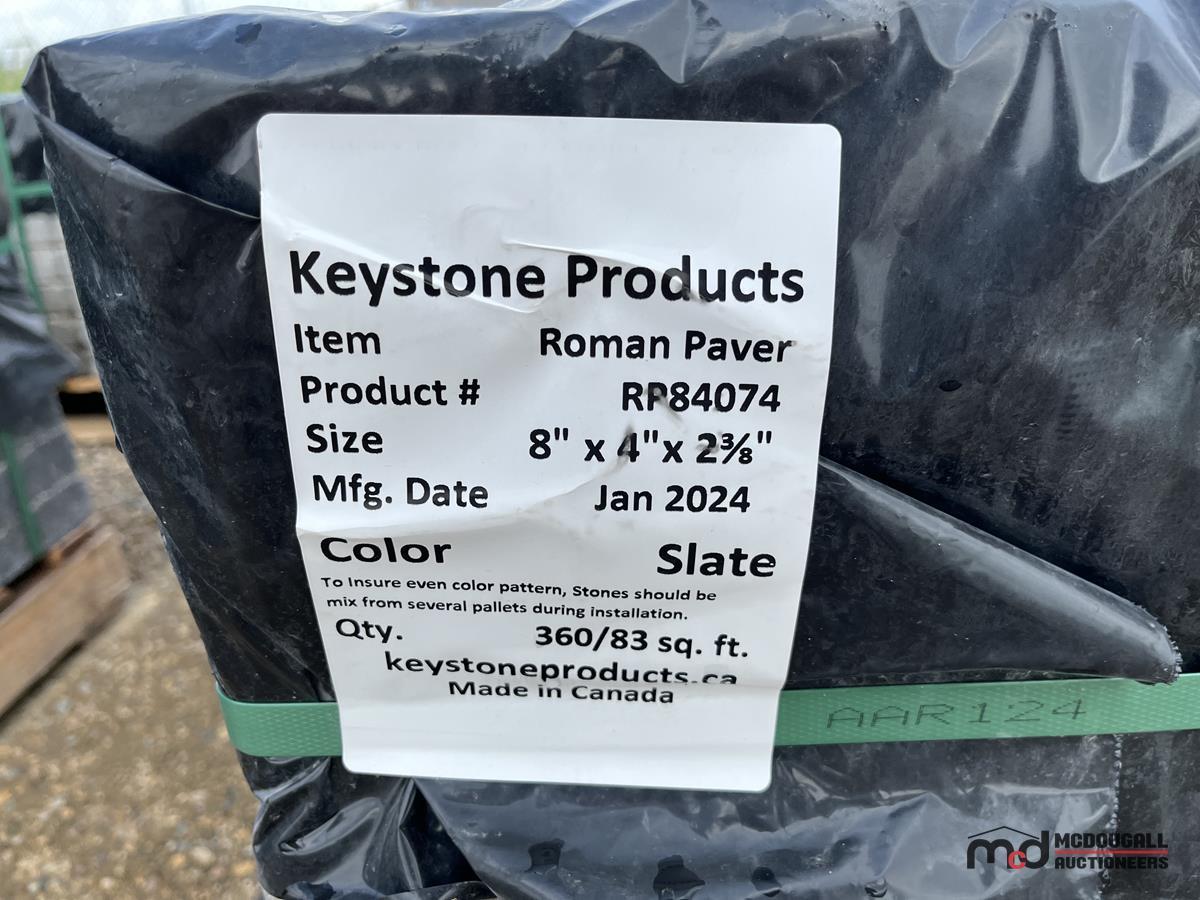 Keystone Products
Item Roman Paver
Product # RP84074
Size 8" x 4"x 2⅜"
Mfg. Date Jan 2024
Color Slate
To Insure even color pattern, Stones should be
mix from several pallets during installation.
Qty. 360/83 sq. ft.
keystoneproducts.ca
Made in Canada
AAR124
mcd MCDOUGALL
AUCTIONEERS